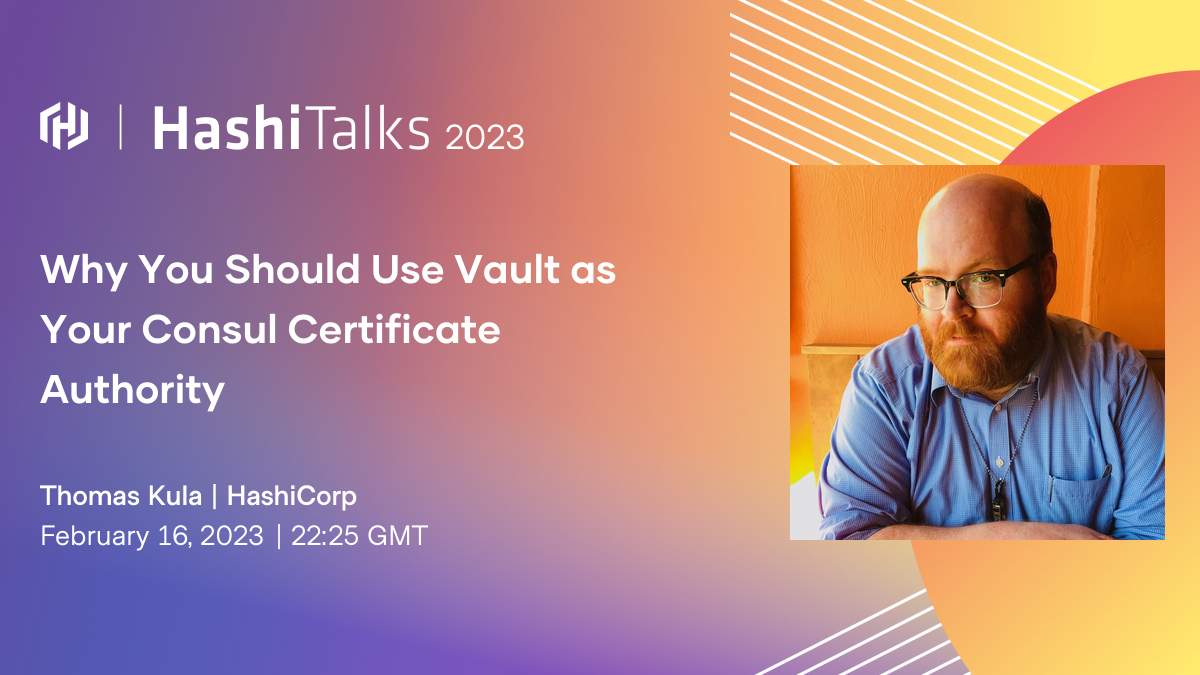 HashiTalks 2023
Why You Should Use Vault as
Your Consul Certificate
Authority
Thomas Kula | HashiCorp
February 16, 2023 | 22:25 GMT